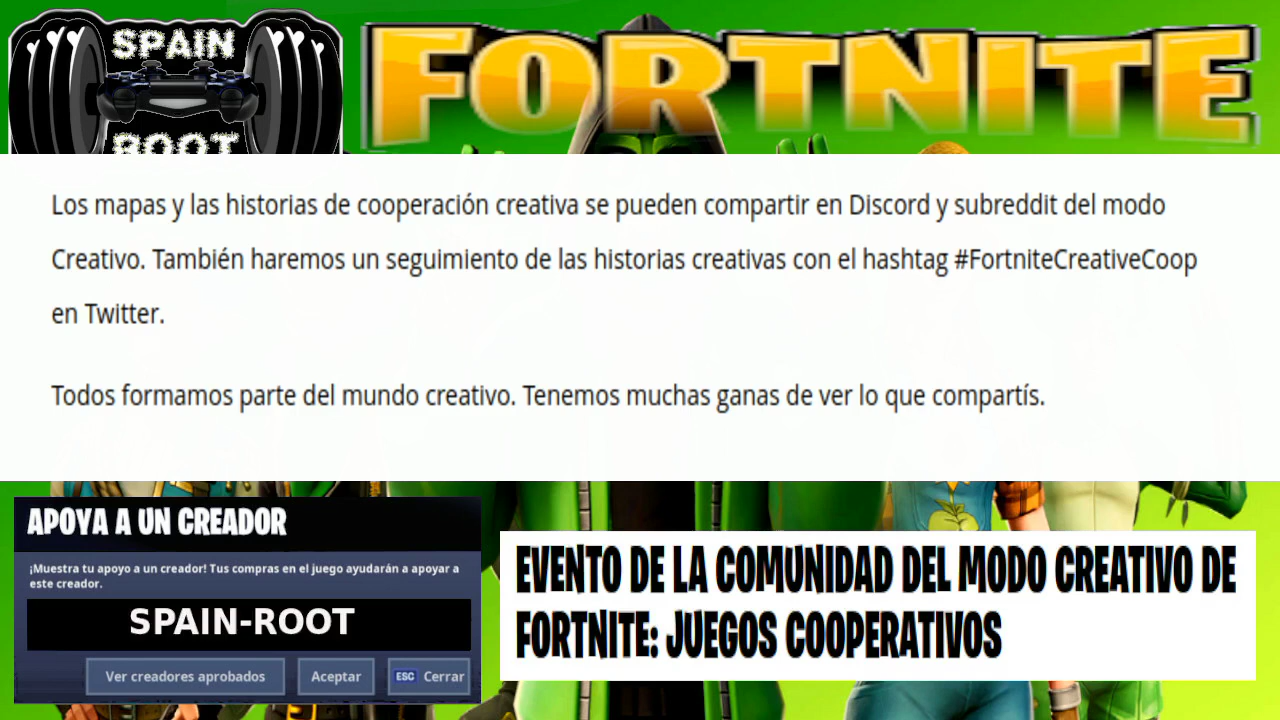 SPAIN
ROOT
FORTNITE
Los mapas y las historias de cooperación creativa se pueden compartir en Discord y subreddit del modo
Creativo. También haremos un seguimiento de las historias creativas con el hashtag #FortniteCreativeCoop
en Twitter.
Todos formamos parte del mundo creativo. Tenemos muchas ganas de ver lo que compartís.
APOYA A UN CREADOR
¡Muestra tu apoyo a un creador! Tus compras en el juego ayudarán a apoyar a
este creador.
SPAIN-ROOT
Ver creadores aprobados Aceptar ESC Cerrar
EVENTO DE LA COMUNIDAD DEL MODO CREATIVO DE
FORTNITE: JUEGOS COOPERATIVOS